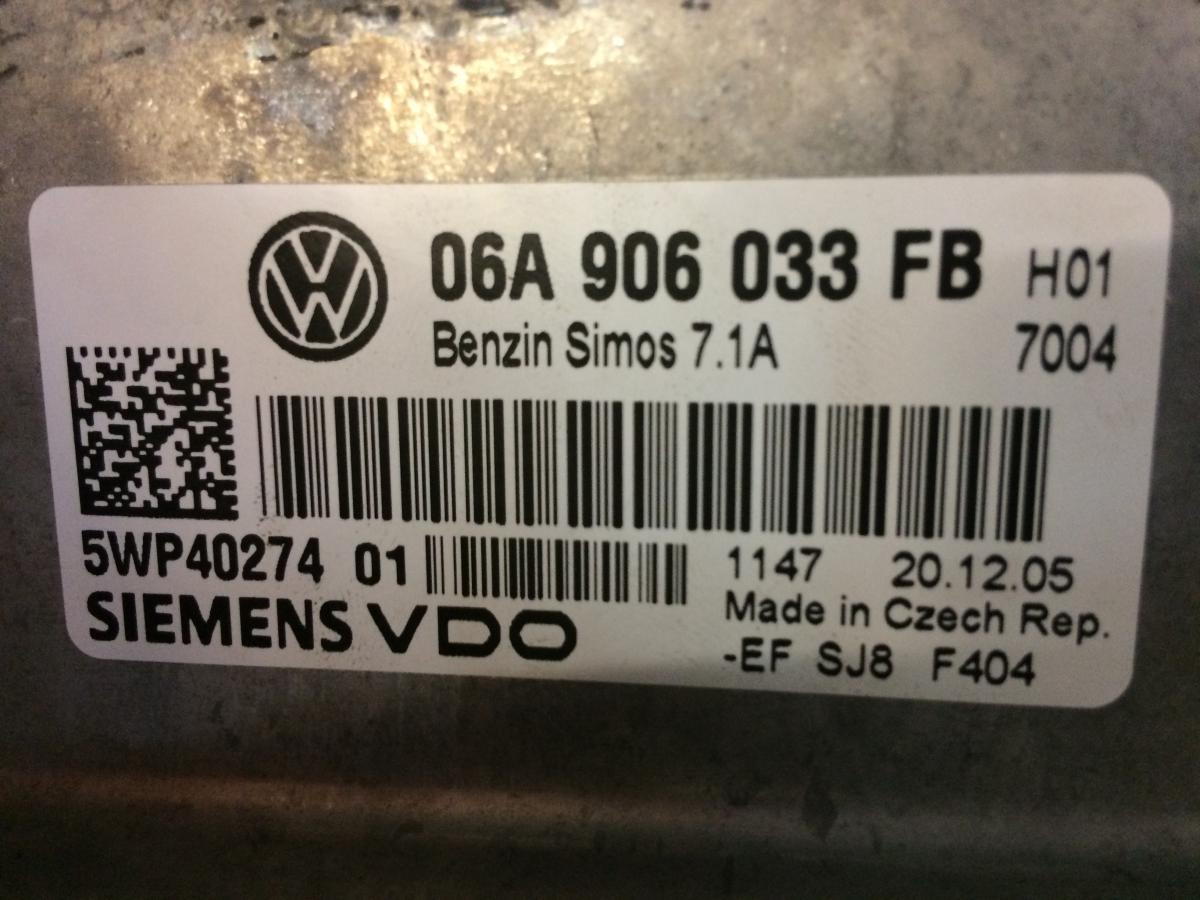 06A 906 033 FB H01
Benzin Simos 7.1A 7004
5WP40274 01 1147 20.12.05
SIEMENS VDO Made in Czech Rep.
-EF SJ8 F404